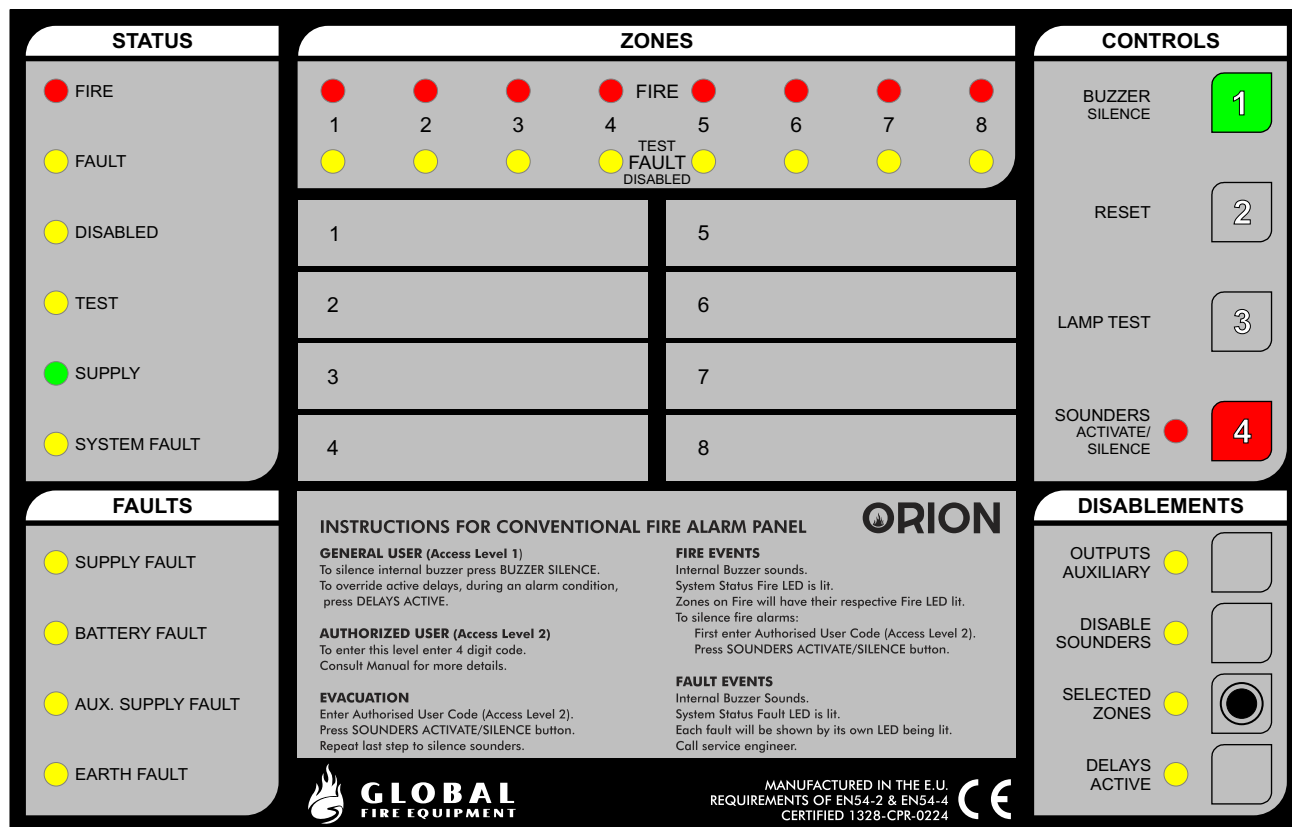 STATUS
FIRE
FAULT
DISABLED
TEST
SUPPLY
SYSTEM FAULT
FAULTS
SUPPLY FAULT
BATTERY FAULT
AUX. SUPPLY FAULT
EARTH FAULT
ZONES
FIRE
1 2 3 4 5 6 7 8
TEST
FAULT
DISABLED
1
2
3
4
5
6
7
8
ORION
INSTRUCTIONS FOR CONVENTIONAL FIRE ALARM PANEL
GENERAL USER (Access Level 1)
To silence internal buzzer press BUZZER SILENCE.
To override active delays, during an alarm condition,
press DELAYS ACTIVE.
AUTHORIZED USER (Access Level 2)
To enter this level enter 4 digit code.
Consult Manual for more details.
EVACUATION
Enter Authorised User Code (Access Level 2).
Press SOUNDERS ACTIVATE/SILENCE button.
Repeat last step to silence sounders.
FIRE EVENTS
Internal Buzzer sounds.
System Status Fire LED is lit.
Zones on Fire will have their respective Fire LED lit.
To silence fire alarms:
First enter Authorised User Code (Access Level 2).
Press SOUNDERS ACTIVATE/SILENCE button.
FAULT EVENTS
Internal Buzzer Sounds.
System Status Fault LED is lit.
Each fault will be shown by its own LED being lit.
Call service engineer.
GLOBAL
FIRE EQUIPMENT
MANUFACTURED IN THE E.U.
REQUIREMENTS OF EN54-2 & EN54-4
CERTIFIED 1328-CPR-0224
CE
CONTROLS
BUZZER
SILENCE
1
RESET
2
LAMP TEST
3
SOUNDERS
ACTIVATE/
SILENCE
4
DISABLEMENTS
OUTPUTS
AUXILIARY
DISABLE
SOUNDERS
SELECTED
ZONES
DELAYS
ACTIVE